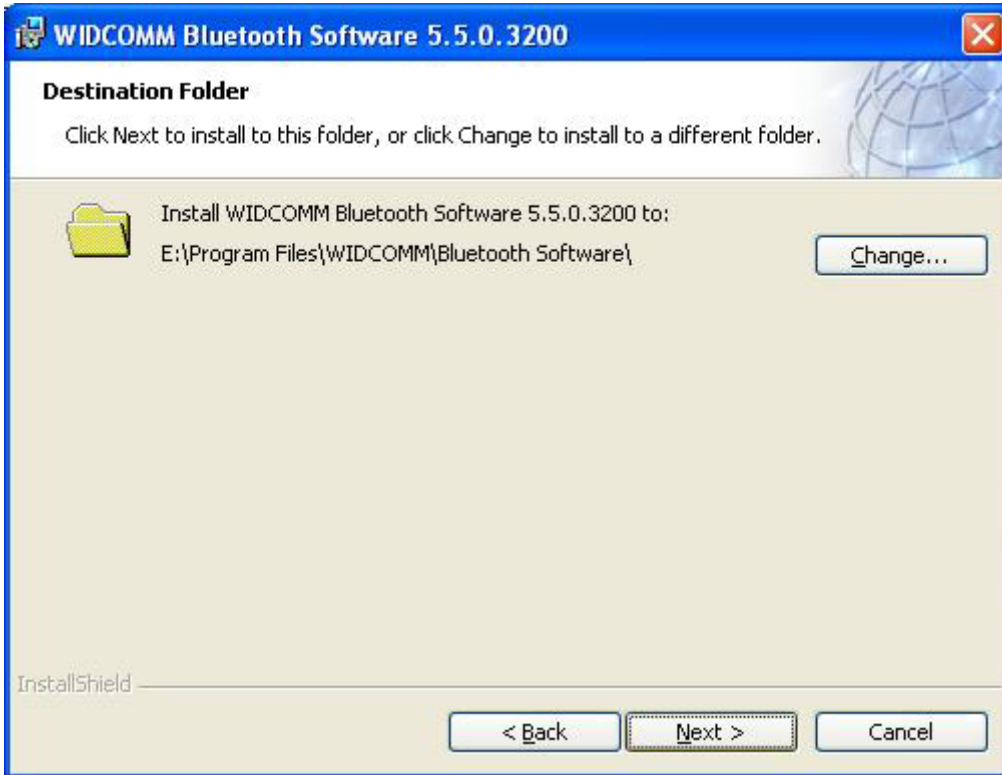 WIDCOMM Bluetooth Software 5.5.0.3200
Destination Folder
Click Next to install to this folder, or click Change to install to a different folder.
Install WIDCOMM Bluetooth Software 5.5.0.3200 to:
E:\Program Files\WIDCOMM\Bluetooth Software\
Change...
InstallShield
< Back
Next >
Cancel